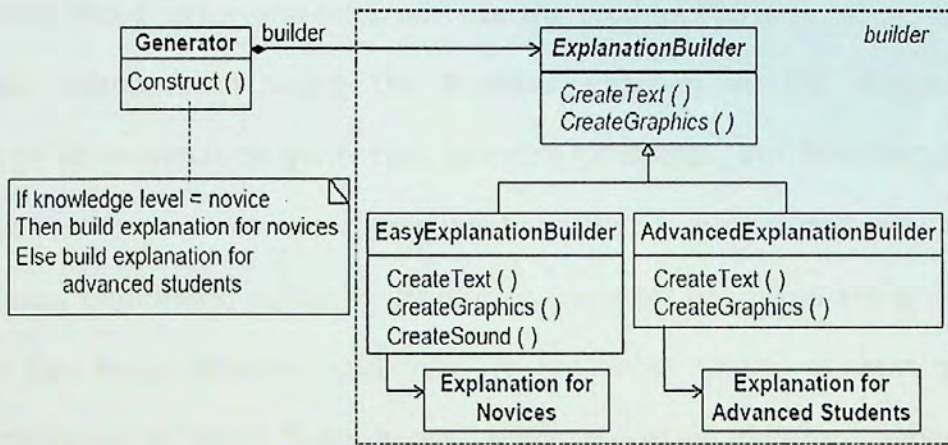 Generator
Construct ( )
builder
ExplanationBuilder
CreateText ( )
CreateGraphics ( )
builder
If knowledge level = novice
Then build explanation for novices
Else build explanation for
advanced students
EasyExplanationBuilder
CreateText ( )
CreateGraphics ( )
CreateSound ( )
AdvancedExplanationBuilder
CreateText ( )
CreateGraphics ( )
Explanation for
Novices
Explanation for
Advanced Students